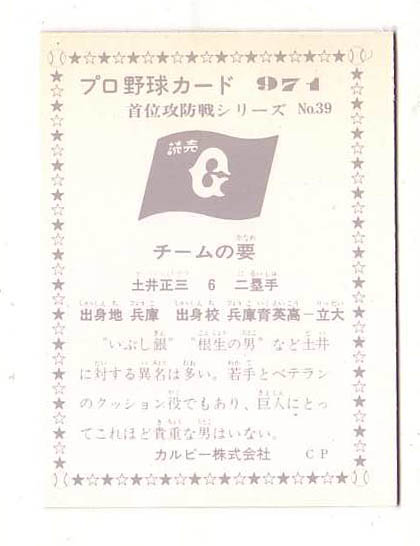 プロ野球カード 971
首位攻防戦シリーズ No.39
読売
G
チームの要
土井正三 6 二塁手
出身地 兵庫 出身校 兵庫育英高－立大
"いぶし銀" "根生の男" など土井
に対する異名は多い。若手とベテラン
のクッション役でもあり、巨人にとっ
てこれほど貴重な男はいない。
カルビー株式会社 C P